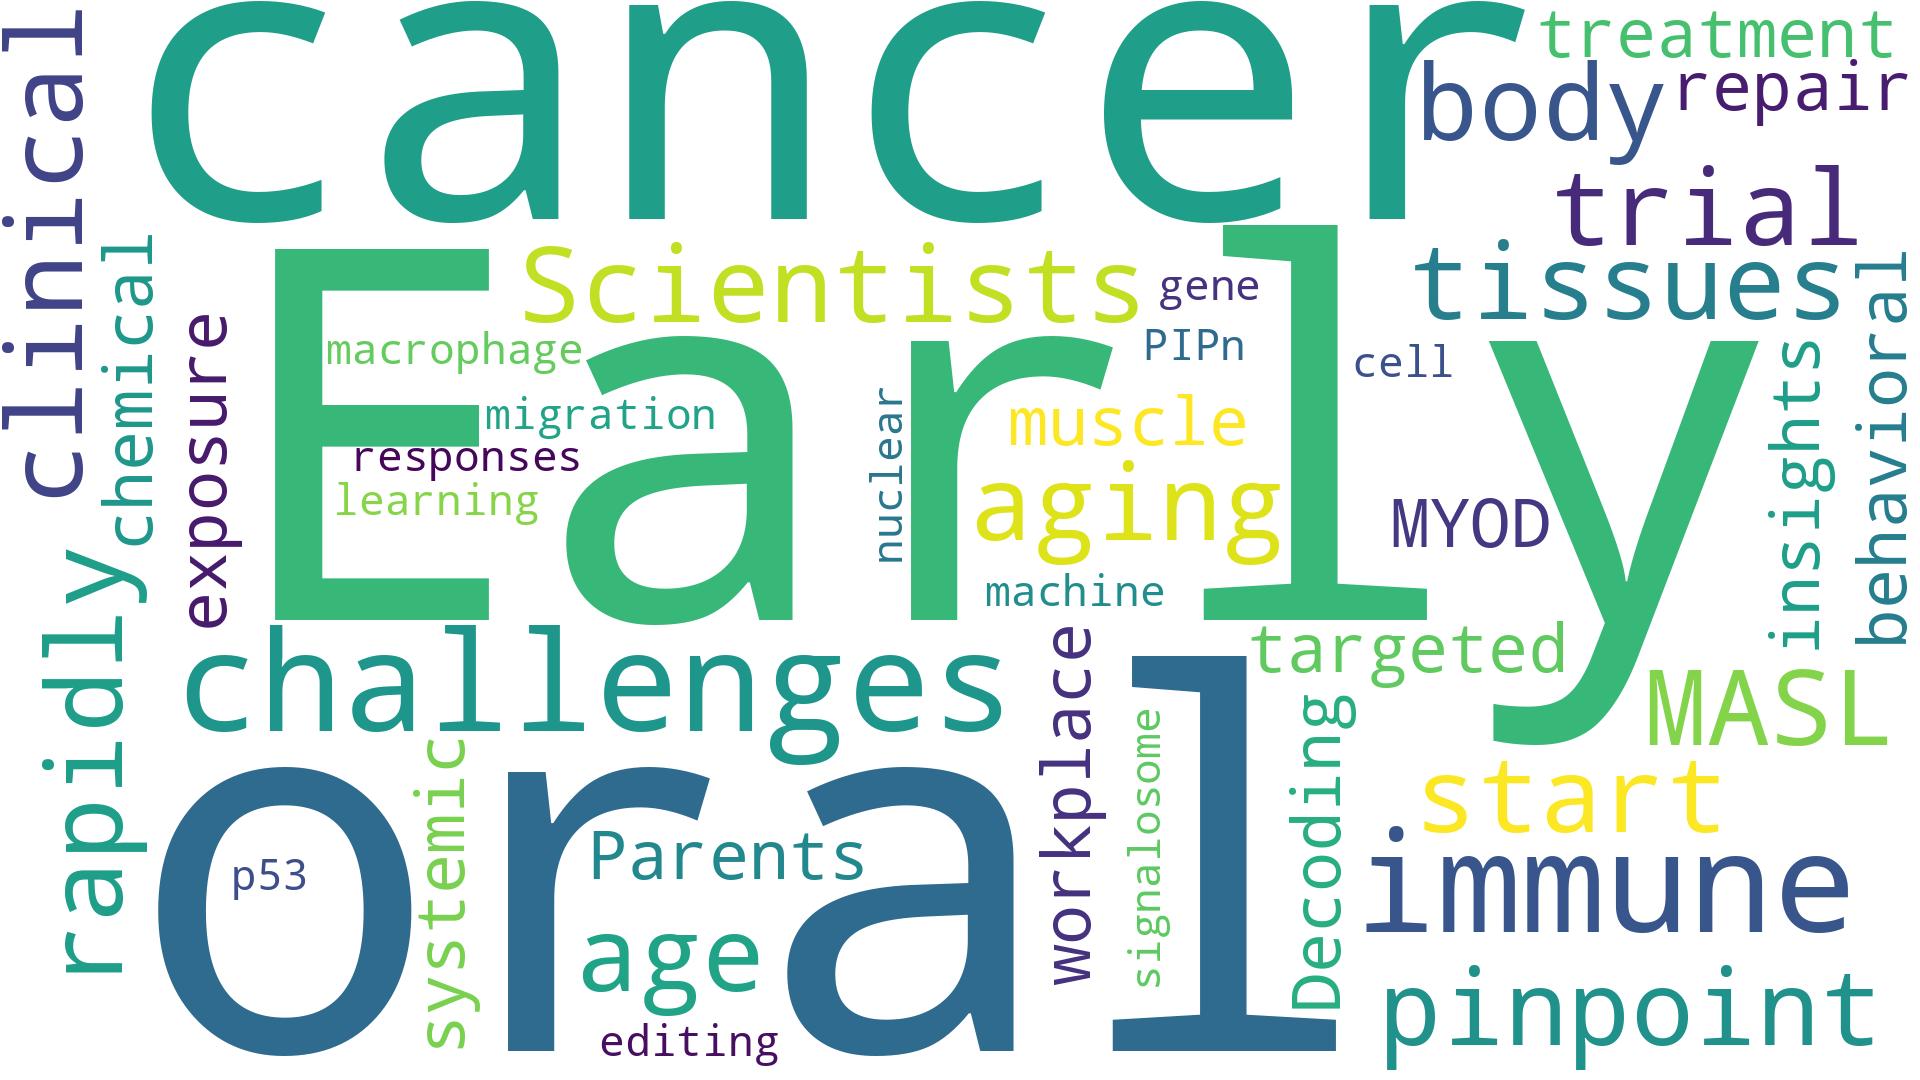 cancer
treatment
body
repair
clinical
trial
chemical
Scientists
gene
tissues
behavioral
exposure
macrophage
PIPn
cell
insights
migration
nuclear
muscle
responses
learning
aging
MYOD
Early
machine
rapidly
challenges
workplace
targeted
MASL
systemic
signalosome
Decoding
start
oral
p53
Parents
immune
age
pinpoint
editing